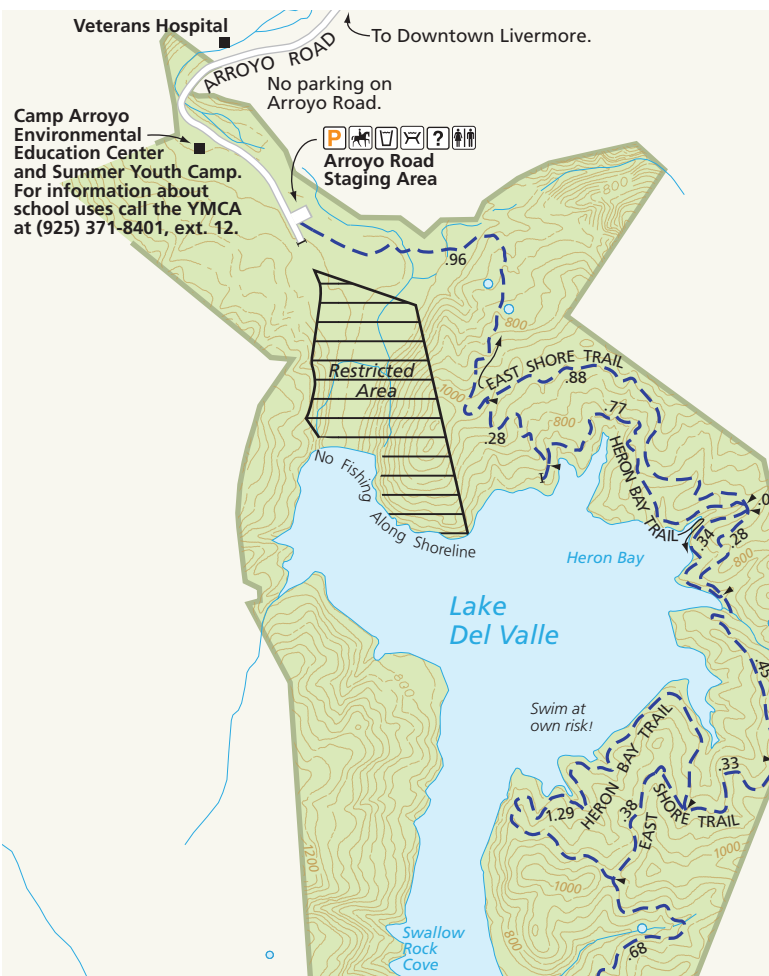 Veterans Hospital
To Downtown Livermore.
ARROYO ROAD
No parking on
Arroyo Road.
Camp Arroyo
Environmental
Education Center
and Summer Youth Camp.
For information about
school uses call the YMCA
at (925) 371-8401, ext. 12.
P ?
Arroyo Road
Staging Area
800
.96
800
1000
EAST SHORE TRAIL
.88
Restricted
Area
.77
800
.28
HERON BAY TRAIL
No Fishing
Along Shoreline
.0
.34
.28
800
Heron Bay
Lake
Del Valle
.45
800
Swim at
own risk!
HERON BAY TRAIL
.33
1.29
.38
EAST SHORE TRAIL
1200
1000
1000
800
Swallow
Rock
Cove
.68